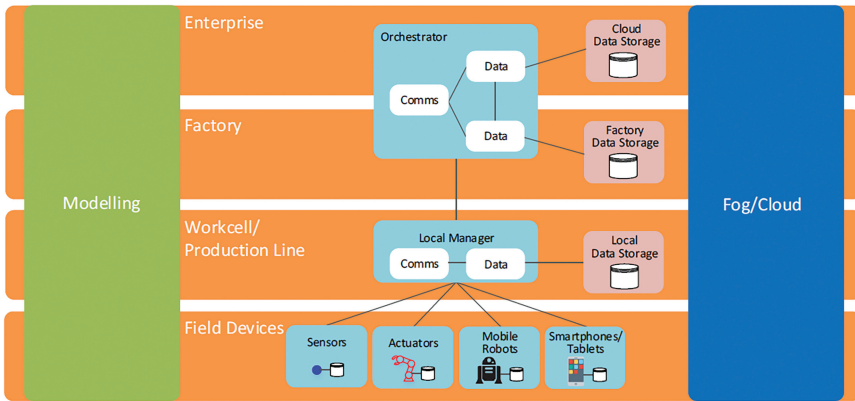 Enterprise
Orchestrator
Data
Comms
Data
Cloud
Data Storage
Factory
Factory
Data Storage
Modelling
Fog/Cloud
Workcell/
Production Line
Local Manager
Comms
Data
Local
Data Storage
Field Devices
Sensors
Actuators
Mobile
Robots
Smartphones/
Tablets